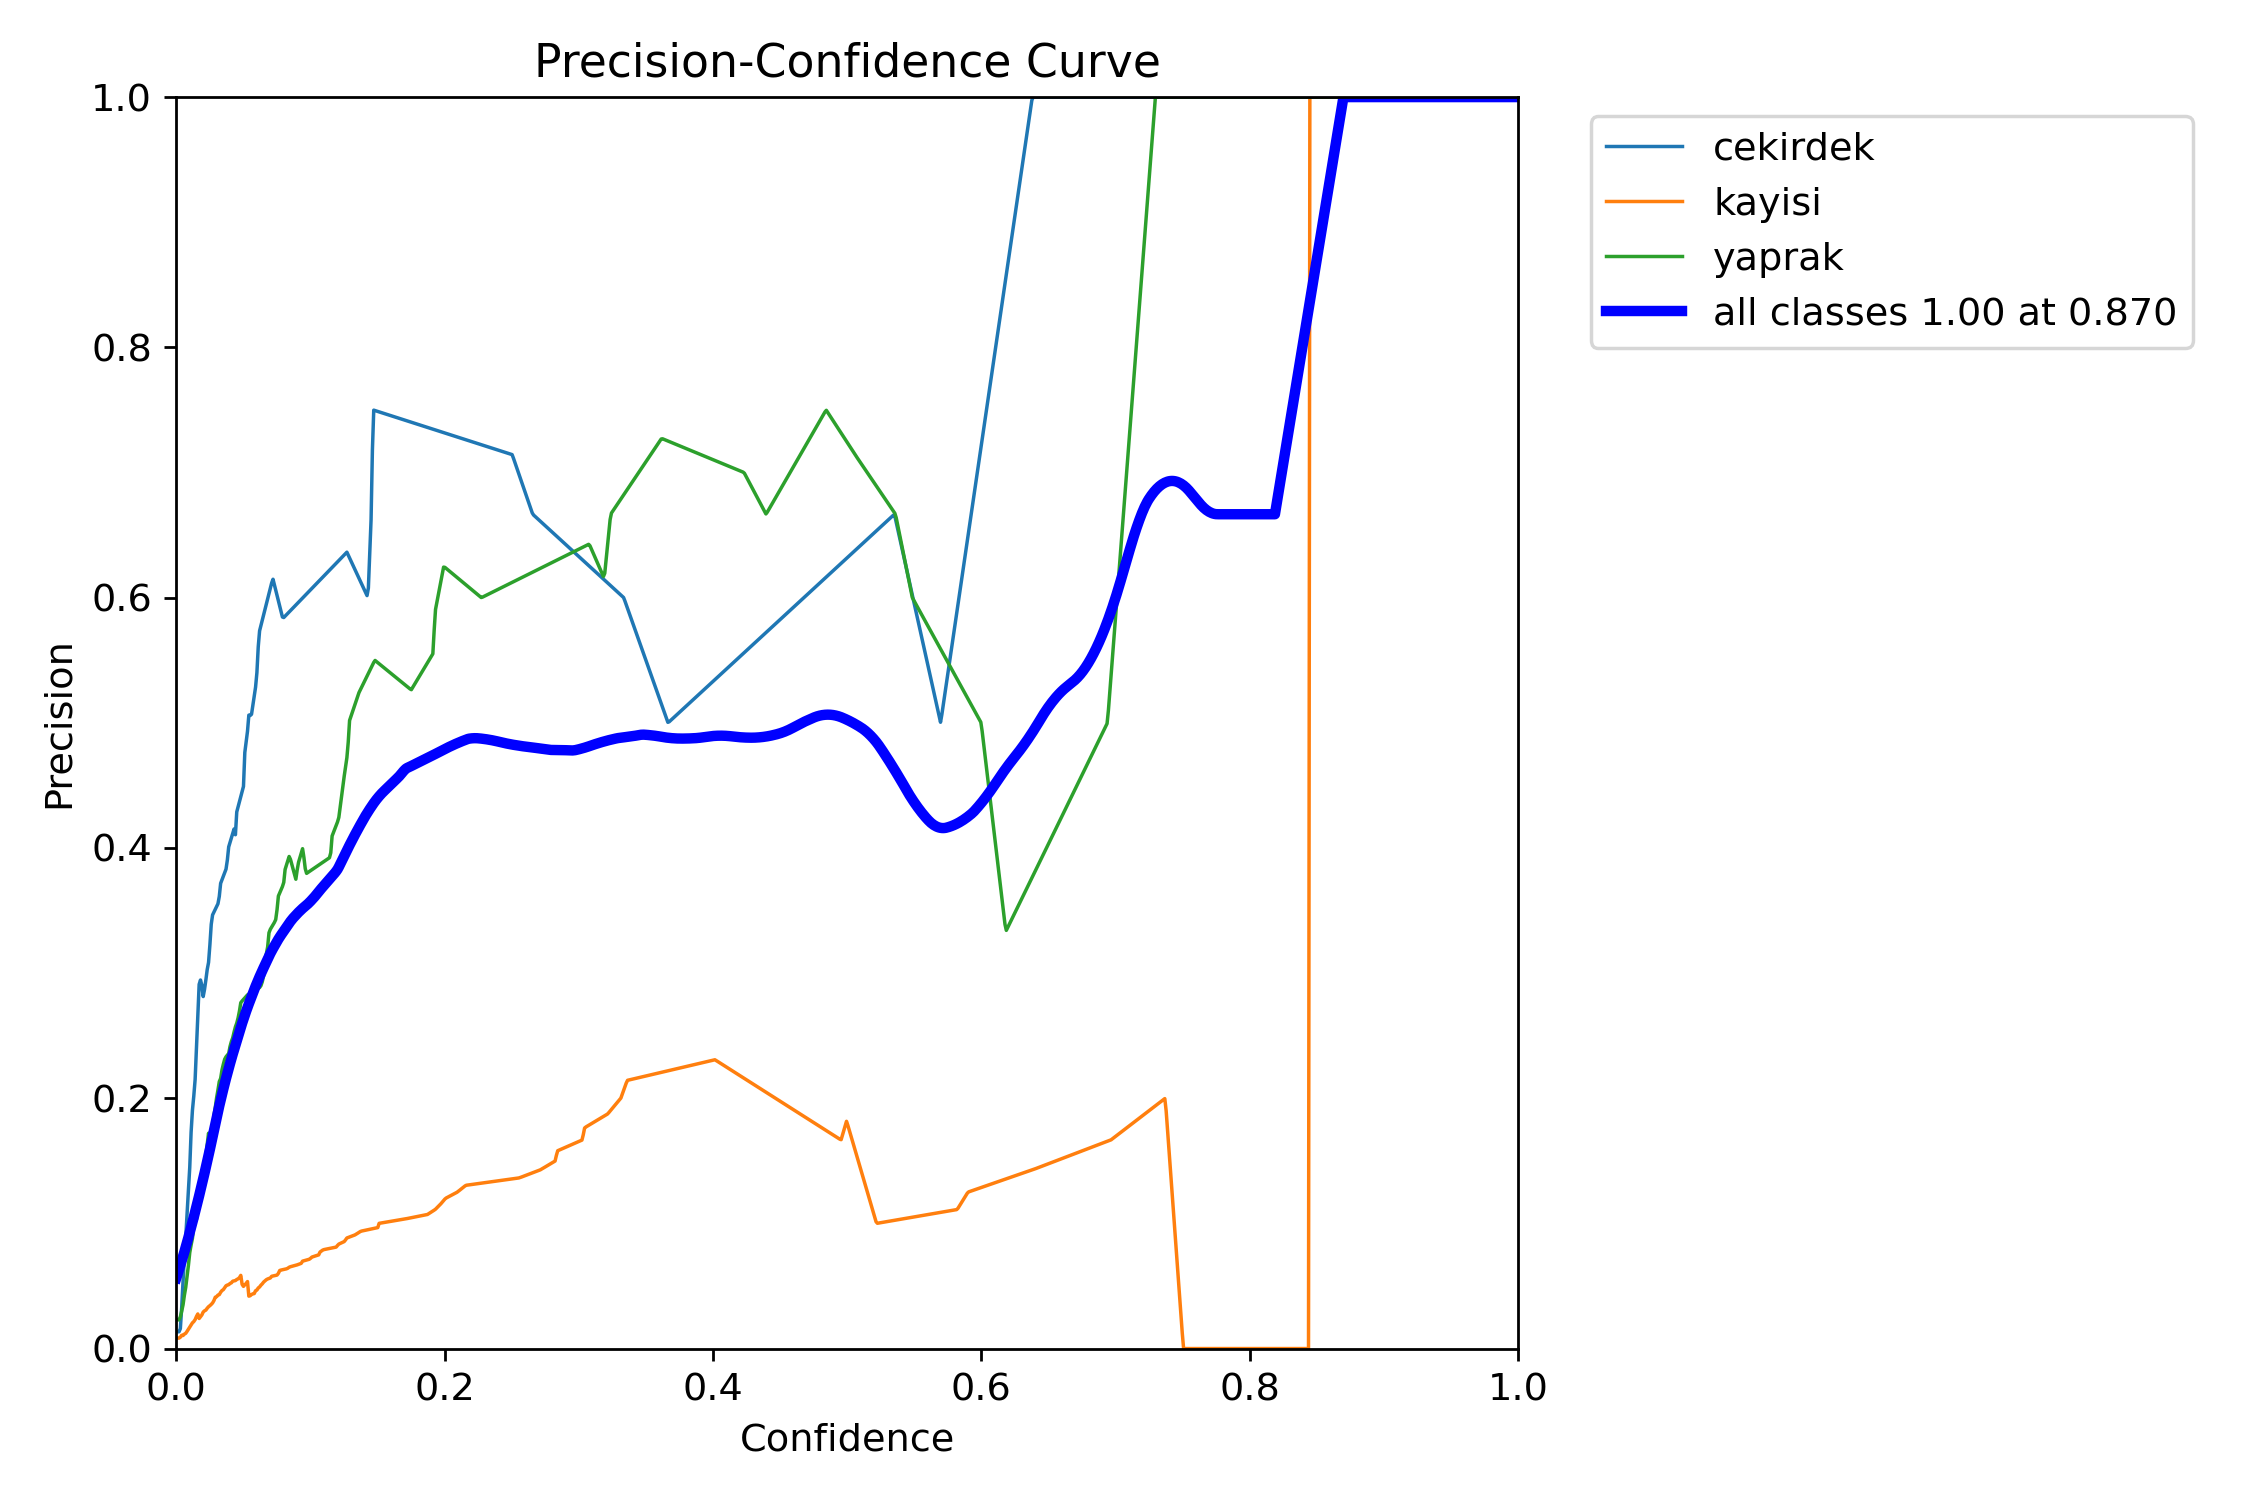 Precision-Confidence Curve
1.0
0.8
0.6
0.4
0.2
0.0
Precision
0.0 0.2 0.4 0.6 0.8 1.0
Confidence
cekirdek
kayisi
yaprak
all classes 1.00 at 0.870